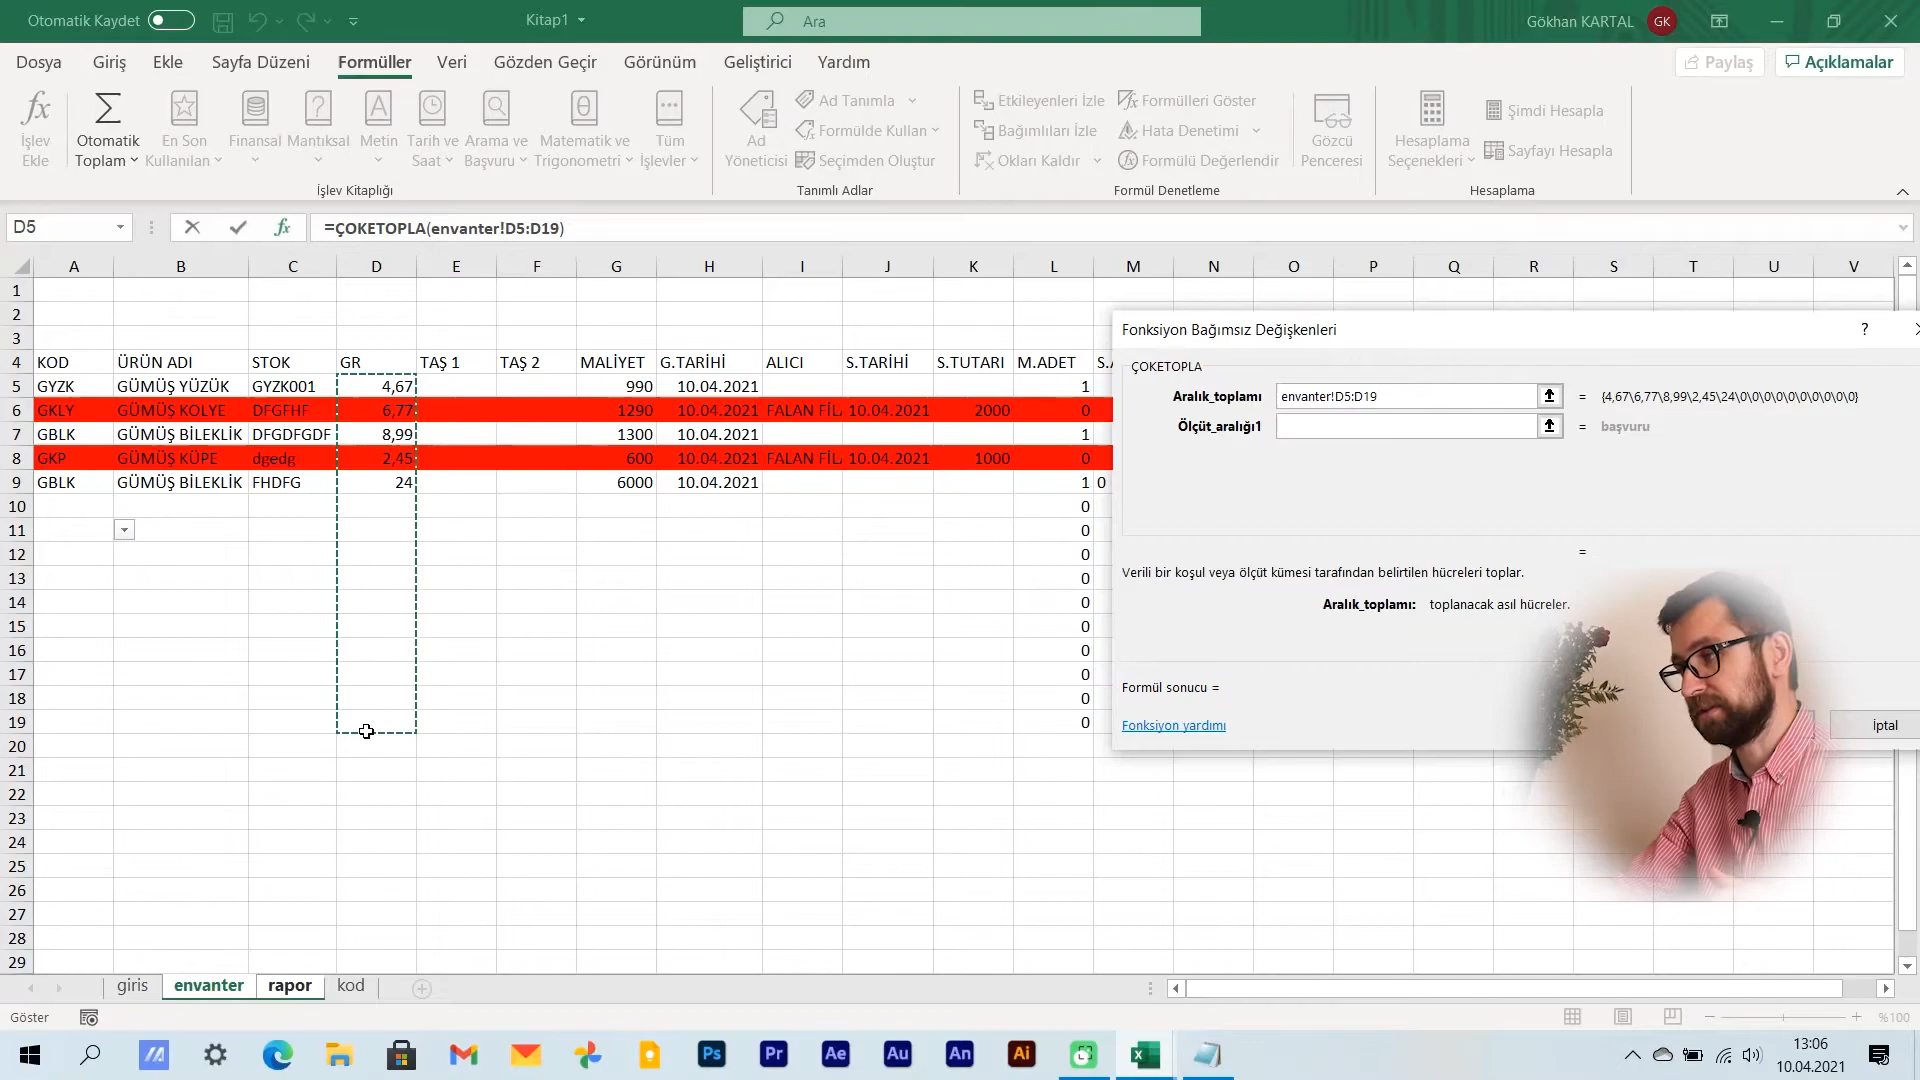 Otomatik Kaydet
Kitap1
Ara
Gökhan KARTAL
GK
Dosya Giriş Ekle Sayfa Düzeni Formüller Veri Gözden Geçir Görünüm Geliştirici Yardım
Paylaş
Açıklamalar
İşlev Ekle
Otomatik Toplam
En Son Kullanılan
Finansal
Mantıksal
Metin
Tarih ve Saat
Arama ve Başvuru
Matematik ve Trigonometri
Tüm İşlevler
İşlev Kitaplığı
Ad Yöneticisi
Ad Tanımla
Formülde Kullan
Seçimden Oluştur
Tanımlı Adlar
Etkileyenleri İzle
Bağımlıları İzle
Okları Kaldır
Formülleri Göster
Hata Denetimi
Formülü Değerlendir
Formül Denetleme
Gözcü Penceresi
Hesaplama Seçenekleri
Şimdi Hesapla
Sayfayı Hesapla
Hesaplama
D5
fx
=ÇOKETOPLA(envanter!D5:D19)
A B C D E F G H I J K L M N O P Q R S T U V
1
2
3
4 KOD ÜRÜN ADI STOK GR TAŞ 1 TAŞ 2 MALİYET G.TARİHİ ALICI S.TARİHİ S.TUTARI M.ADET
5 GYZK GÜMÜŞ YÜZÜK GYZK001 4,67 990 10.04.2021 1
6 GKLY GÜMÜŞ KOLYE DFGFHF 6,77 1290 10.04.2021 FALAN FİL 10.04.2021 2000 0
7 GBLK GÜMÜŞ BİLEKLİK DFGDFGDF 8,99 1300 10.04.2021 1
8 GKP GÜMÜŞ KÜPE dgedg 2,45 600 10.04.2021 FALAN FİL 10.04.2021 1000 0
9 GBLK GÜMÜŞ BİLEKLİK FHDFG 24 6000 10.04.2021 1 0
10 0
11 0
12 0
13 0
14 0
15 0
16 0
17 0
18 0
19 0
20
21
22
23
24
25
26
27
28
29
Fonksiyon Bağımsız Değişkenleri
?
ÇOKETOPLA
Aralık_toplamı envanter!D5:D19 = {4,67\6,77\8,99\2,45\24\0\0\0\0\0\0\0\0\0\0}
Ölçüt_aralığı1 = başvuru
=
Verili bir koşul veya ölçüt kümesi tarafından belirtilen hücreleri toplar.
Aralık_toplamı: toplanacak asıl hücreler.
Formül sonucu =
Fonksiyon yardımı
İptal
giris envanter rapor kod
Göster
%100
Ps Pr Ae Au An Ai
13:06
10.04.2021